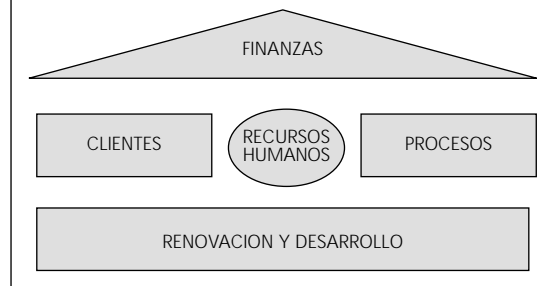 FINANZAS
CLIENTES
RECURSOS
HUMANOS
PROCESOS
RENOVACION Y DESARROLLO